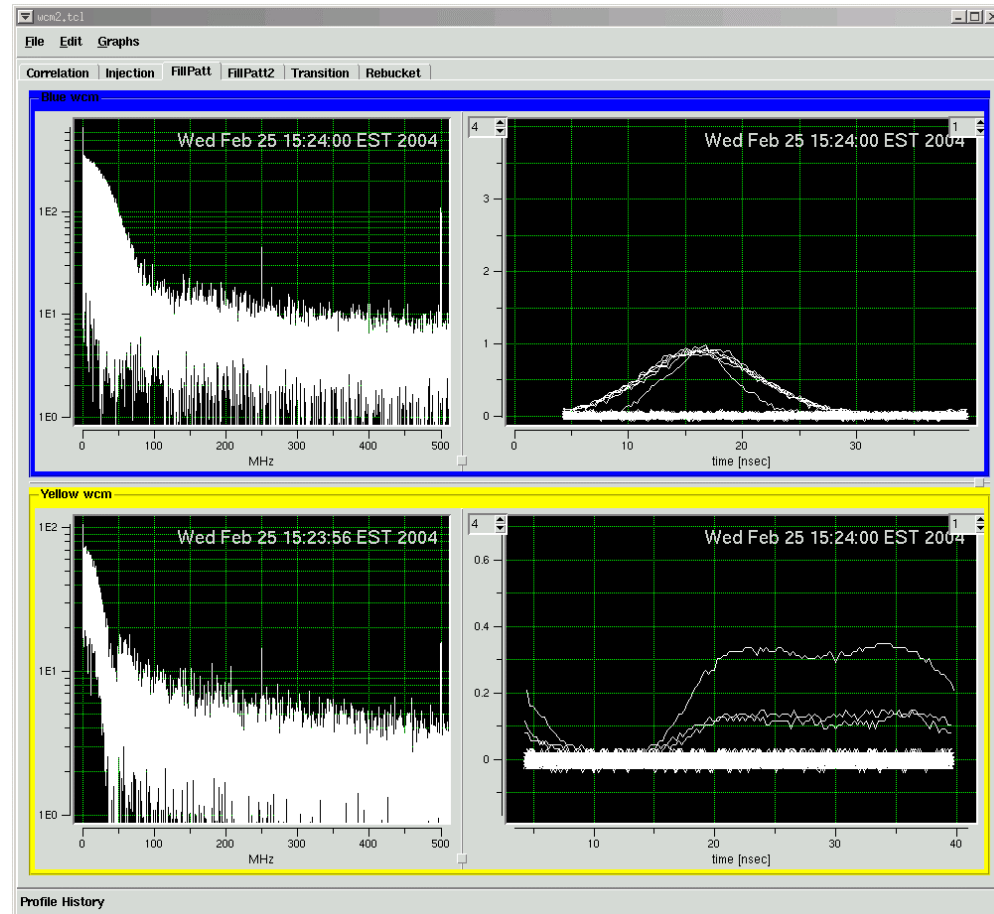 wcm2.tcl
File Edit Graphs
Correlation Injection FillPatt FillPatt2 Transition Rebucket
Blue wcm
Wed Feb 25 15:24:00 EST 2004
1E2
1E1
1E0
0 100 200 300 400 500
MHz
4 1
Wed Feb 25 15:24:00 EST 2004
3
2
1
0
0 10 20 30
time [nsec]
Yellow wcm
Wed Feb 25 15:23:56 EST 2004
1E2
1E1
1E0
0 100 200 300 400 500
MHz
4 1
Wed Feb 25 15:24:00 EST 2004
0.6
0.4
0.2
0
10 20 30 40
time [nsec]
Profile History